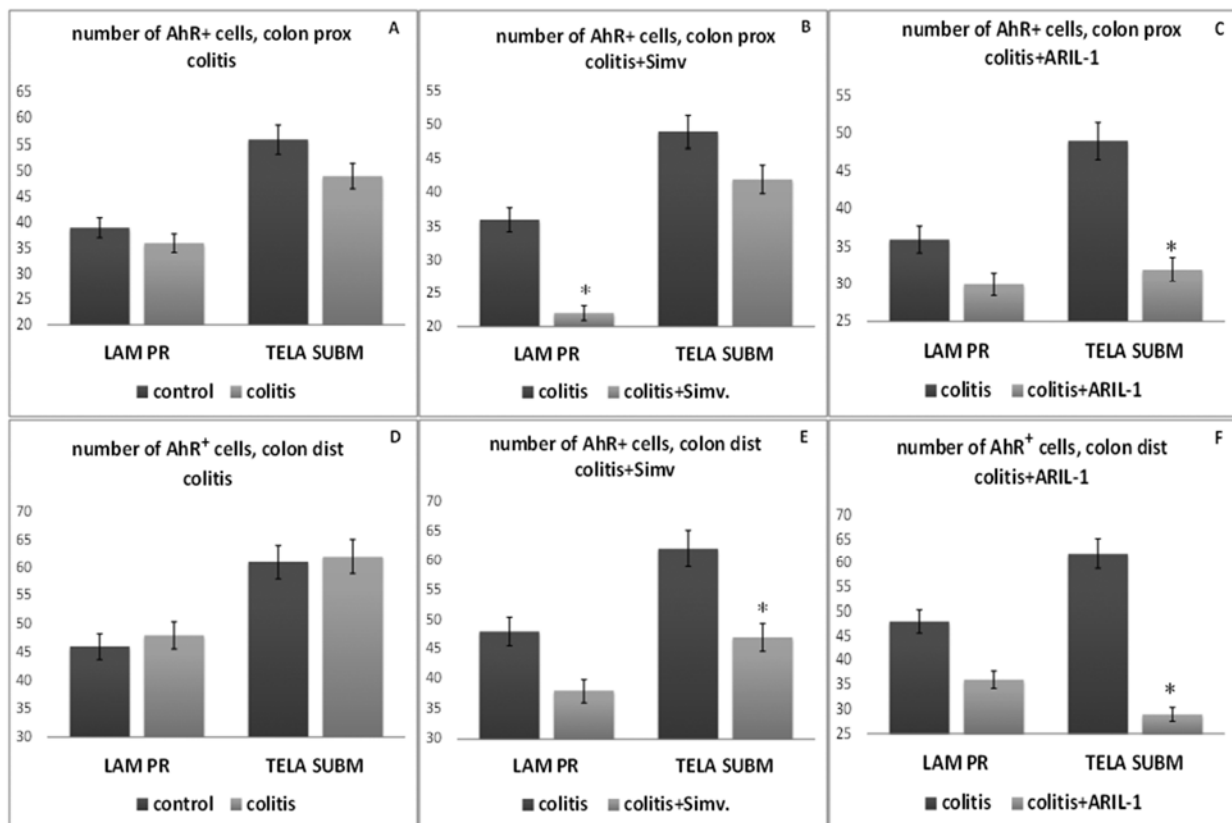 number of AhR+ cells, colon prox
colitis
A
65
60
55
50
45
40
35
30
25
20
LAM PR TELA SUBM
control colitis
number of AhR+ cells, colon prox
colitis+Simv
B
55
50
45
40
35
30
25
20
*
LAM PR TELA SUBM
colitis colitis+Simv.
number of AhR+ cells, colon prox
colitis+ARIL-1
C
55
50
45
40
35
30
25
*
LAM PR TELA SUBM
colitis colitis+ARIL-1
number of AhR⁺ cells, colon dist
colitis
D
70
65
60
55
50
45
40
35
30
LAM PR TELA SUBM
control colitis
number of AhR+ cells, colon dist
colitis+Simv
E
70
65
60
55
50
45
40
35
30
*
LAM PR TELA SUBM
colitis colitis+Simv.
number of AhR⁺ cells, colon dist
colitis+ARIL-1
F
70
65
60
55
50
45
40
35
30
25
*
LAM PR TELA SUBM
colitis colitis+ARIL-1